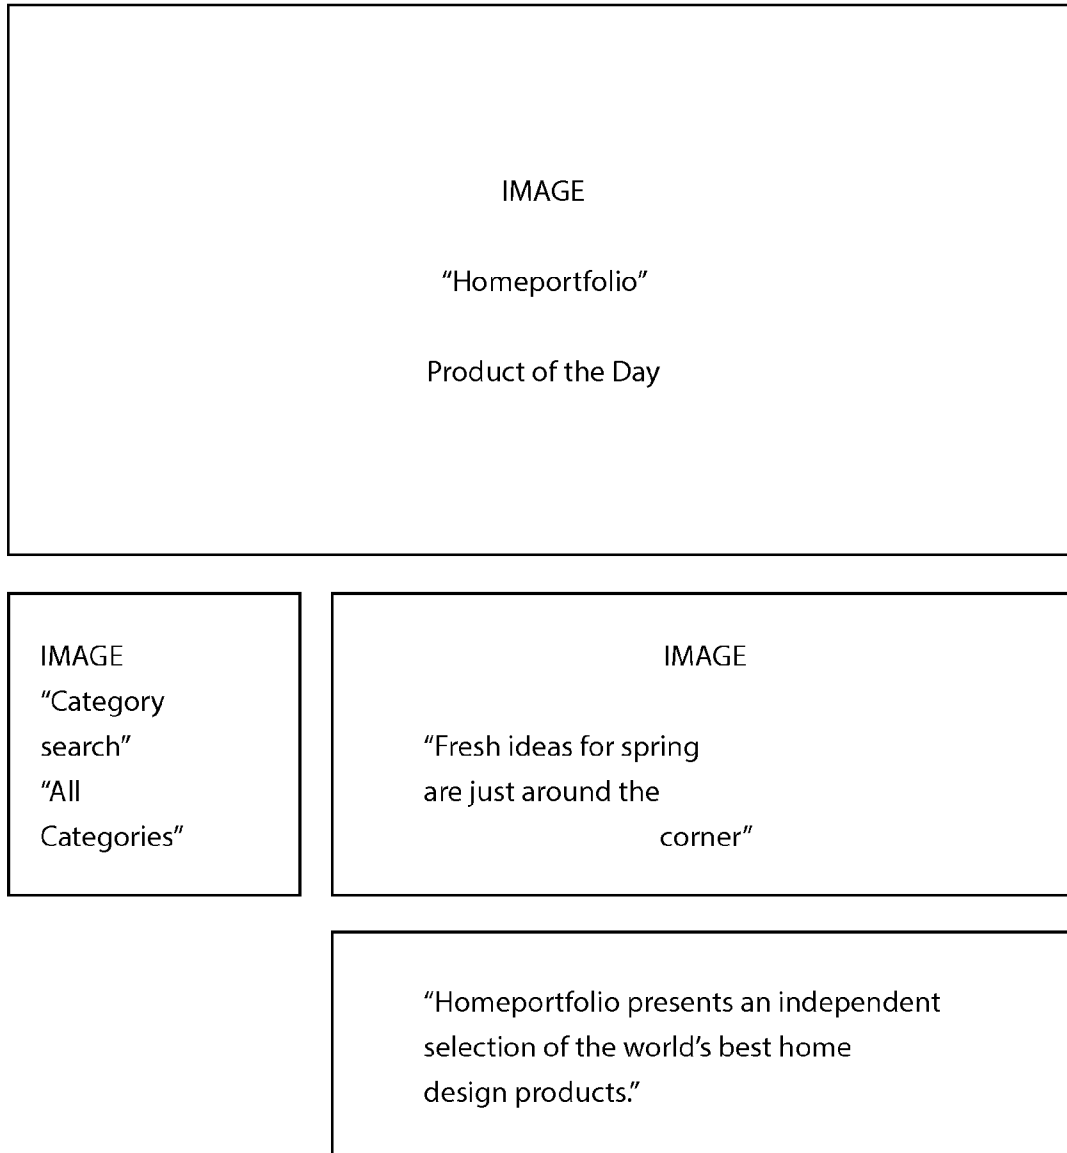 IMAGE
“Homeportfolio”
Product of the Day
IMAGE
“Category
search”
“All
Categories”
IMAGE
“Fresh ideas for spring
are just around the
corner”
“Homeportfolio presents an independent
selection of the world’s best home
design products.”